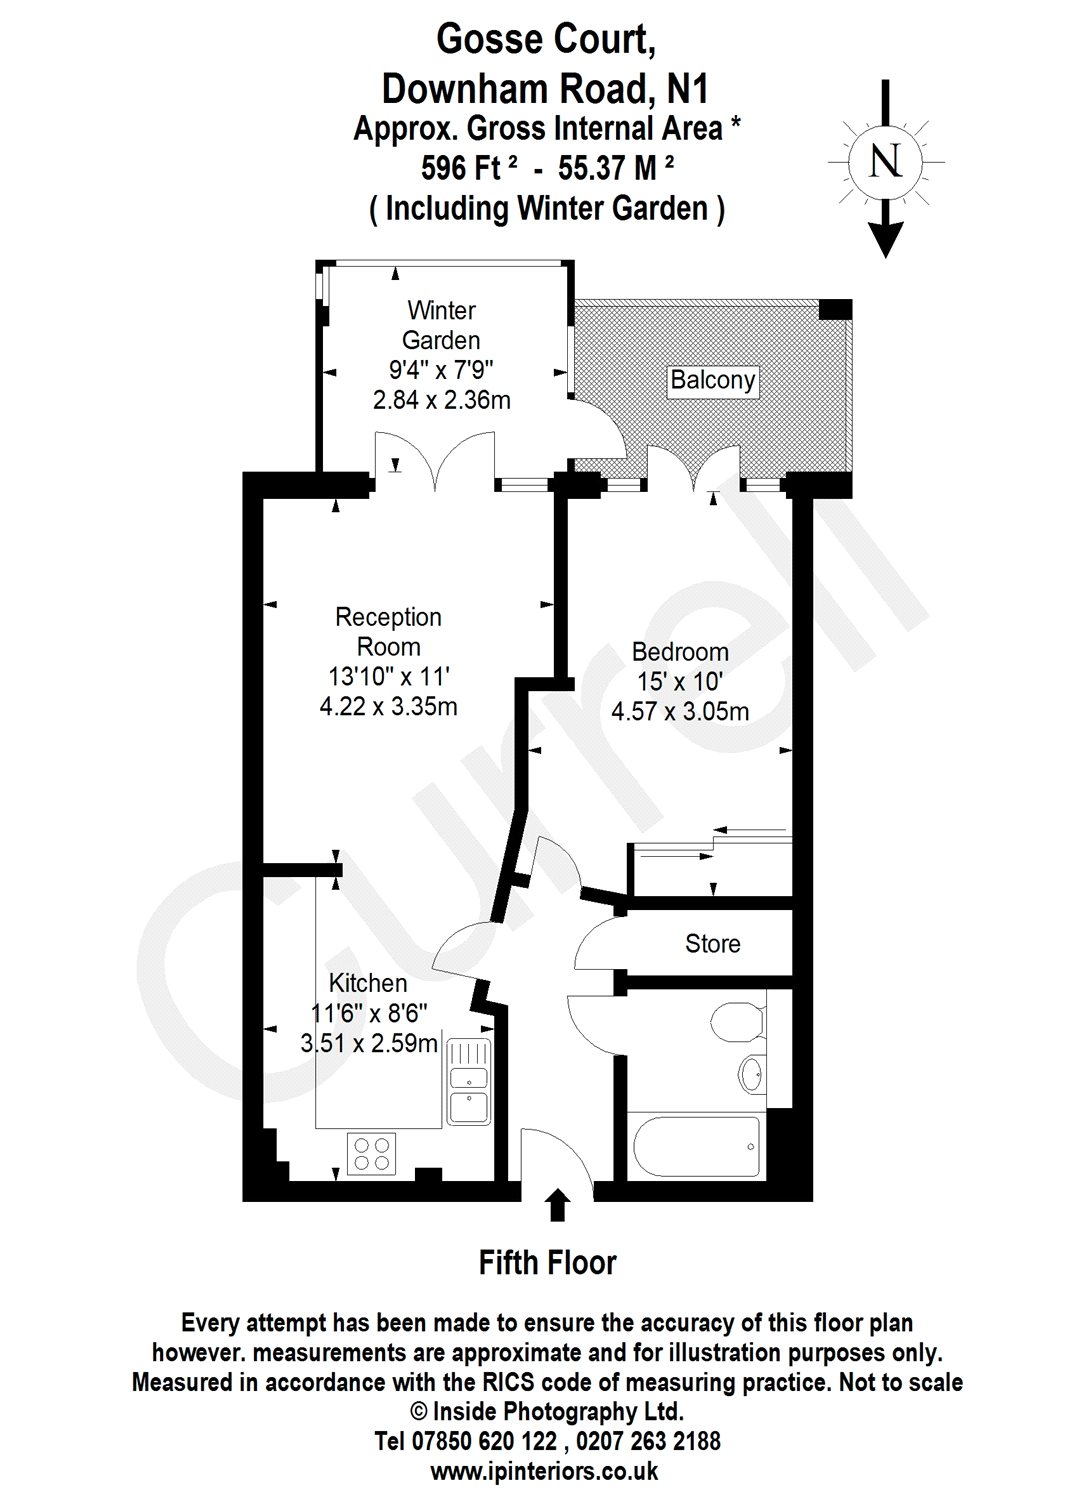 Gosse Court,
Downham Road, N1
Approx. Gross Internal Area *
596 Ft ² - 55.37 M ²
( Including Winter Garden )
N
Winter
Garden
9'4" x 7'9"
2.84 x 2.36m
Balcony
Reception
Room
13'10" x 11'
4.22 x 3.35m
Bedroom
15' x 10'
4.57 x 3.05m
Store
Kitchen
11'6" x 8'6"
3.51 x 2.59m
Currell
Fifth Floor
Every attempt has been made to ensure the accuracy of this floor plan
however. measurements are approximate and for illustration purposes only.
Measured in accordance with the RICS code of measuring practice. Not to scale
© Inside Photography Ltd.
Tel 07850 620 122 , 0207 263 2188
www.ipinteriors.co.uk